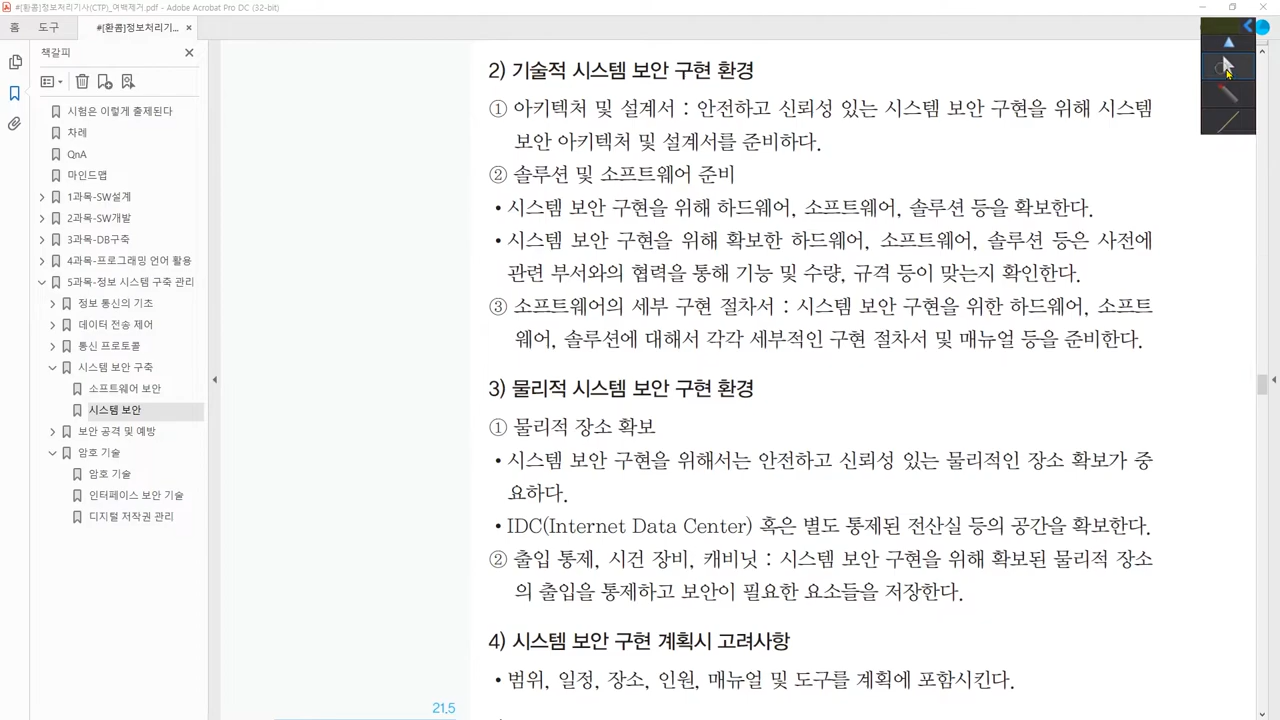 #[환콤]정보처리기사(CTP)_여백제거.pdf - Adobe Acrobat Pro DC (32-bit)
홈 도구 #[환콤]정보처리기... ×
책갈피
시험은 이렇게 출제된다
차례
QnA
마인드맵
1과목-SW설계
2과목-SW개발
3과목-DB구축
4과목-프로그래밍 언어 활용
5과목-정보 시스템 구축 관리
정보 통신의 기초
데이터 전송 제어
통신 프로토콜
시스템 보안 구축
소프트웨어 보안
시스템 보안
보안 공격 및 예방
암호 기술
암호 기술
인터페이스 보안 기술
디지털 저작권 관리
2) 기술적 시스템 보안 구현 환경
① 아키텍처 및 설계서 : 안전하고 신뢰성 있는 시스템 보안 구현을 위해 시스템
보안 아키텍처 및 설계서를 준비하다.
② 솔루션 및 소프트웨어 준비
• 시스템 보안 구현을 위해 하드웨어, 소프트웨어, 솔루션 등을 확보한다.
• 시스템 보안 구현을 위해 확보한 하드웨어, 소프트웨어, 솔루션 등은 사전에
관련 부서와의 협력을 통해 기능 및 수량, 규격 등이 맞는지 확인한다.
③ 소프트웨어의 세부 구현 절차서 : 시스템 보안 구현을 위한 하드웨어, 소프트
웨어, 솔루션에 대해서 각각 세부적인 구현 절차서 및 매뉴얼 등을 준비한다.
3) 물리적 시스템 보안 구현 환경
① 물리적 장소 확보
• 시스템 보안 구현을 위해서는 안전하고 신뢰성 있는 물리적인 장소 확보가 중
요하다.
• IDC(Internet Data Center) 혹은 별도 통제된 전산실 등의 공간을 확보한다.
② 출입 통제, 시건 장비, 캐비닛 : 시스템 보안 구현을 위해 확보된 물리적 장소
의 출입을 통제하고 보안이 필요한 요소들을 저장한다.
4) 시스템 보안 구현 계획시 고려사항
• 범위, 일정, 장소, 인원, 매뉴얼 및 도구를 계획에 포함시킨다.
21.5